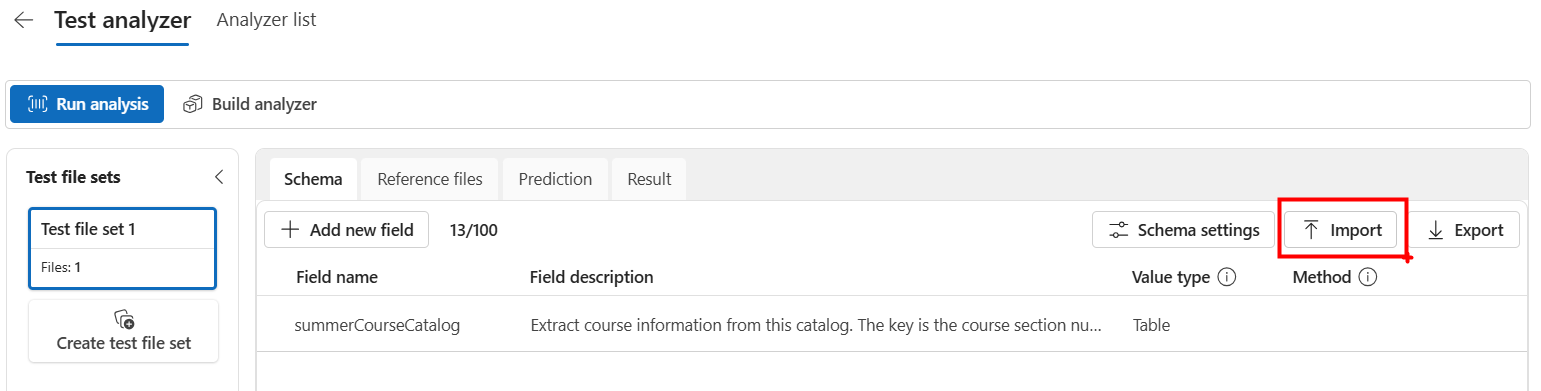 Test analyzer Analyzer list
Run analysis Build analyzer
Test file sets
Test file set 1
Files: 1
Create test file set
Schema Reference files Prediction Result
Add new field 13/100 Schema settings Import Export
Field name Field description Value type Method
summerCourseCatalog Extract course information from this catalog. The key is the course section nu... Table